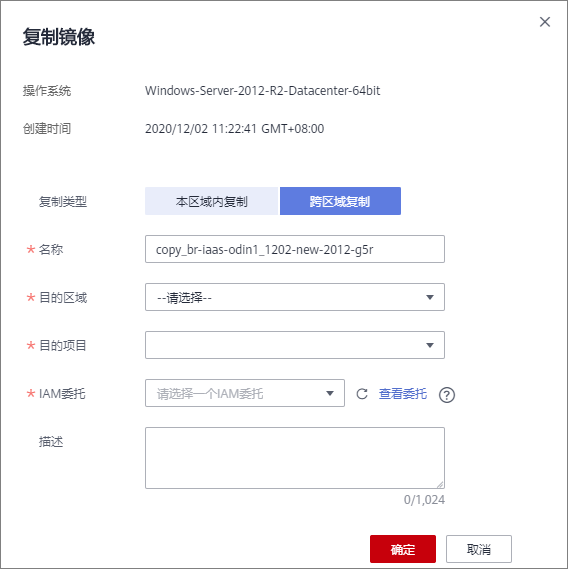 复制镜像
操作系统 Windows-Server-2012-R2-Datacenter-64bit
创建时间 2020/12/02 11:22:41 GMT+08:00
复制类型 本区域内复制 跨区域复制
* 名称 copy_br-iaas-odin1_1202-new-2012-g5r
* 目的区域 --请选择--
* 目的项目
* IAM委托 请选择一个IAM委托 查看委托 ?
描述
0/1,024
确定 取消